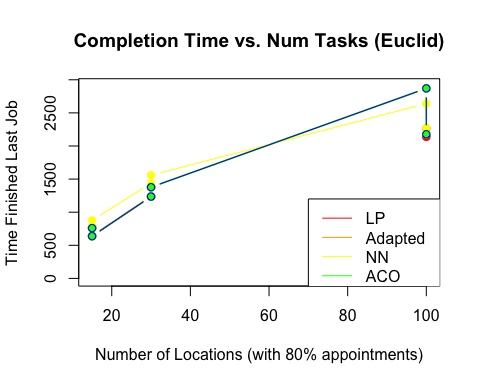 Completion Time vs. Num Tasks (Euclid)
Time Finished Last Job
2500
1500
500
0
20
40
60
80
100
LP
Adapted
NN
ACO
Number of Locations (with 80% appointments)